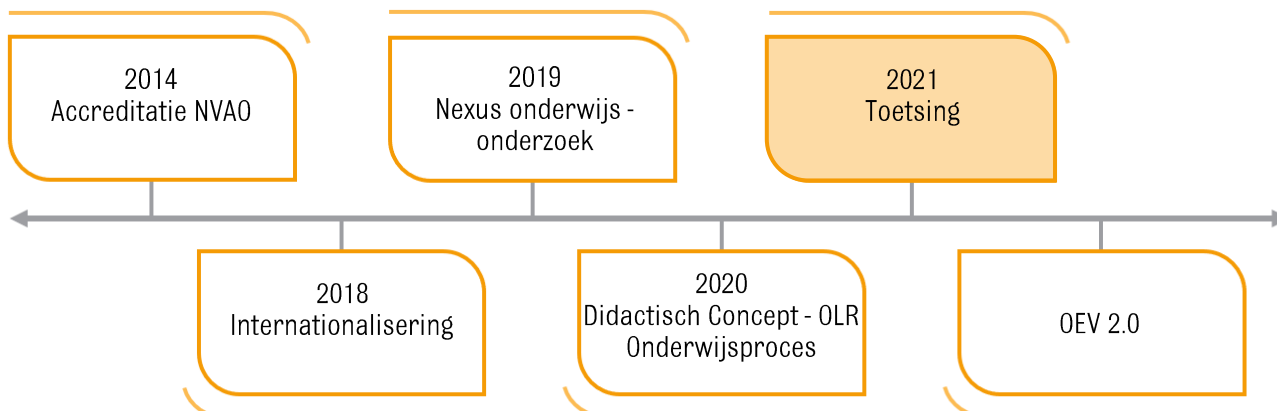 2014
Accreditatie NVAO
2018
Internationalisering
2019
Nexus onderwijs -
onderzoek
2020
Didactisch Concept - OLR
Onderwijsproces
2021
Toetsing
OEV 2.0